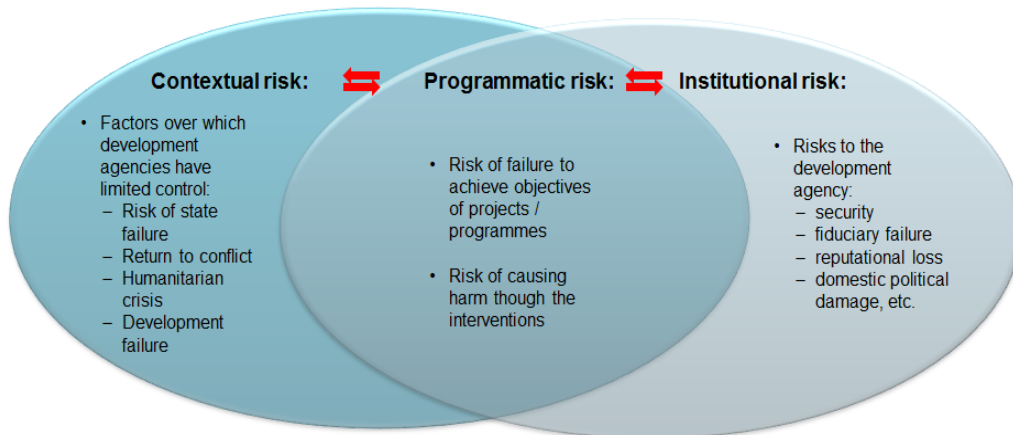 Contextual risk:
• Factors over which
development
agencies have
limited control:
– Risk of state
failure
– Return to conflict
– Humanitarian
crisis
– Development
failure
Programmatic risk:
• Risk of failure to
achieve objectives
of projects /
programmes
• Risk of causing
harm though the
interventions
Institutional risk:
• Risks to the
development
agency:
– security
– fiduciary failure
– reputational loss
– domestic political
damage, etc.